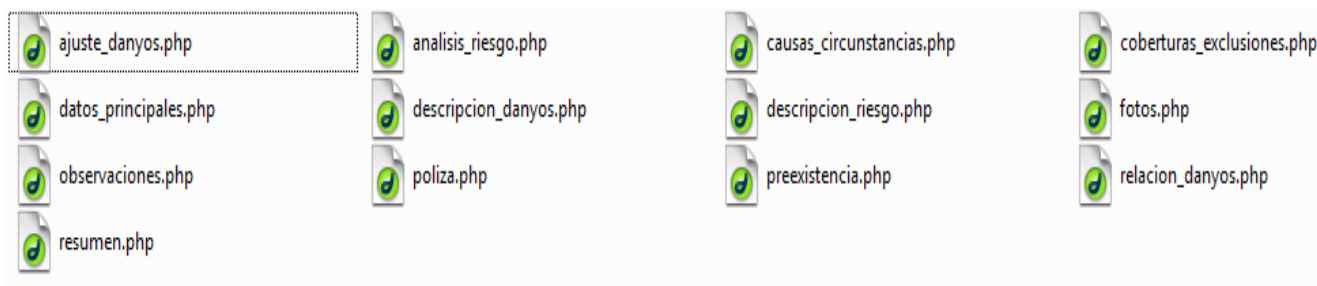 ajuste_danyos.php analisis_riesgo.php causas_circunstancias.php coberturas_exclusiones.php
datos_principales.php descripcion_danyos.php descripcion_riesgo.php fotos.php
observaciones.php poliza.php preexistencia.php relacion_danyos.php
resumen.php